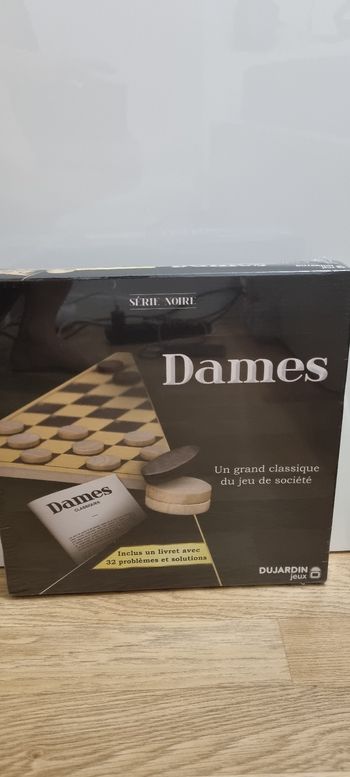 SÉRIE NOIRE
Dames
Un grand classique
du jeu de société
Dames
CLASSIQUES
Inclus un livret avec
32 problèmes et solutions
DUJARDIN
jeux